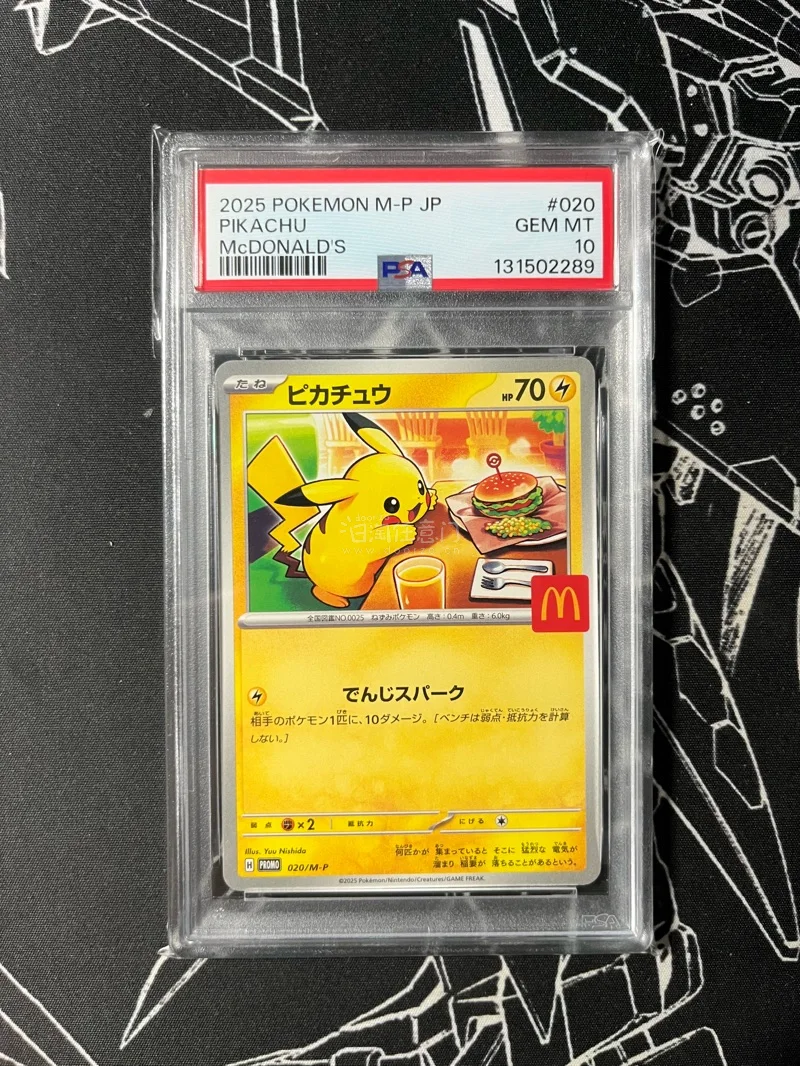 2025 POKEMON M-P JP #020
PIKACHU GEM MT
McDONALD'S 10
PSA 131502289
たね ピカチュウ HP70
全国図鑑NO.0025 ねずみポケモン 高さ:0.4m 重さ:6.0kg
でんじスパーク
相手のポケモン1匹に、10ダメージ。[ベンチは弱点・抵抗力を計算
しない。]
弱点 ×2 抵抗力 にげる
Illus. Yuu Nishida
何匹かが 集まっていると そこに 猛烈な 電気が
溜まり 稲妻が 落ちることがあるという。
H PROMO 020/M-P
©2025 Pokémon/Nintendo/Creatures/GAME FREAK.
PSA